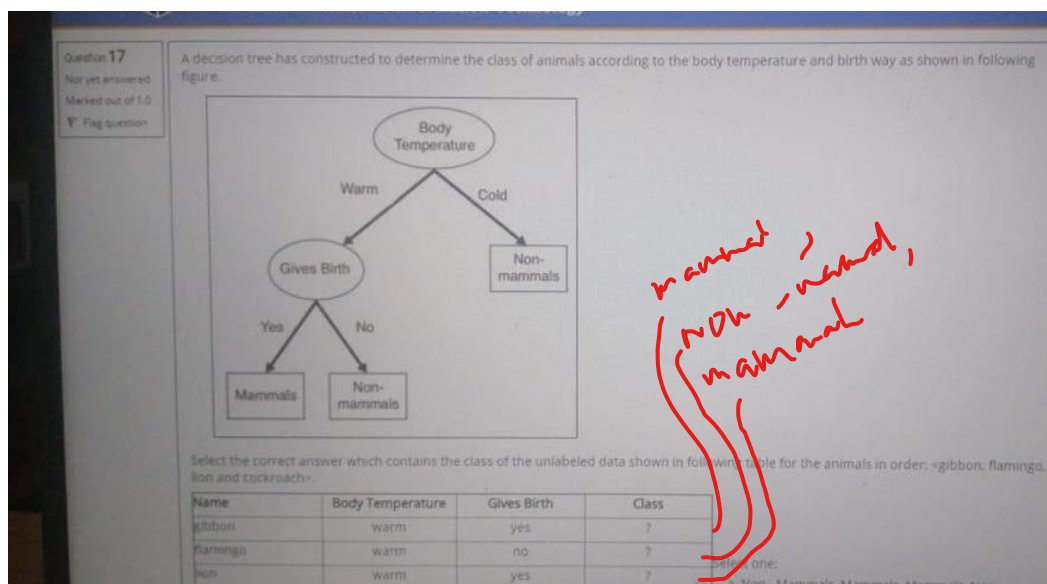 Question 17
Not yet answered
Marked out of 1.0
Flag question
A decision tree has constructed to determine the class of animals according to the body temperature and birth way as shown in following
figure.
Body
Temperature
Warm
Cold
Gives Birth
Non-
mammals
Yes
No
Mammals
Non-
mammals
mammal,
non-mammal,
mammal
Select the correct answer which contains the class of the unlabeled data shown in following table for the animals in order; <gibbon, flamingo,
lion and cockroach>.
Name Body Temperature Gives Birth Class
gibbon warm yes ?
flamingo warm no ?
lion warm yes ?
Select one: